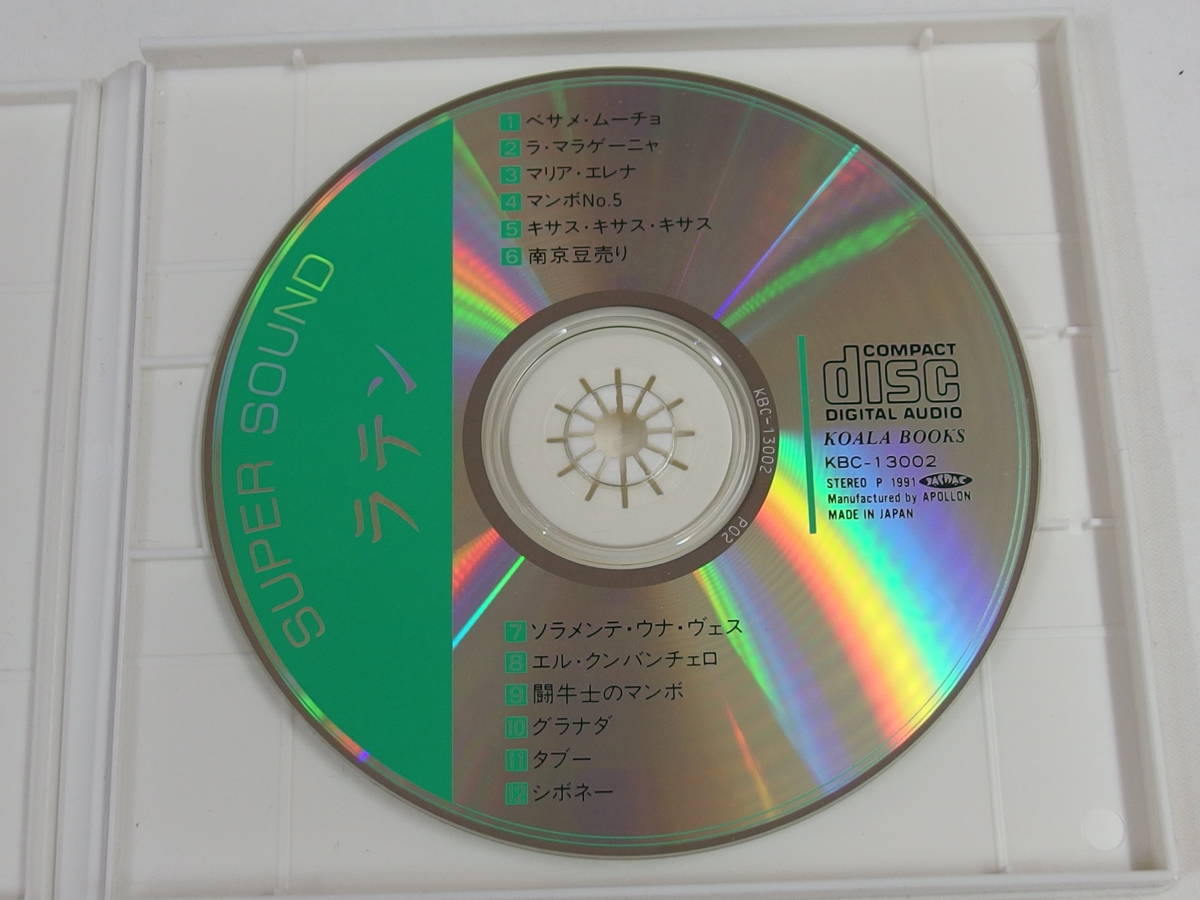 SUPER SOUND
ラテン
1 ベサメ・ムーチョ
2 ラ・マラゲーニャ
3 マリア・エレナ
4 マンボNo.5
5 キサス・キサス・キサス
6 南京豆売り
COMPACT
disc
DIGITAL AUDIO
KOALA BOOKS
KBC-13002
STEREO P 1991 JASRAC
Manufactured by APOLLON
MADE IN JAPAN
KBC-13002 P02
7 ソラメンテ・ウナ・ヴェス
8 エル・クンバンチェロ
9 闘牛士のマンボ
10 グラナダ
11 タブー
12 シボネー